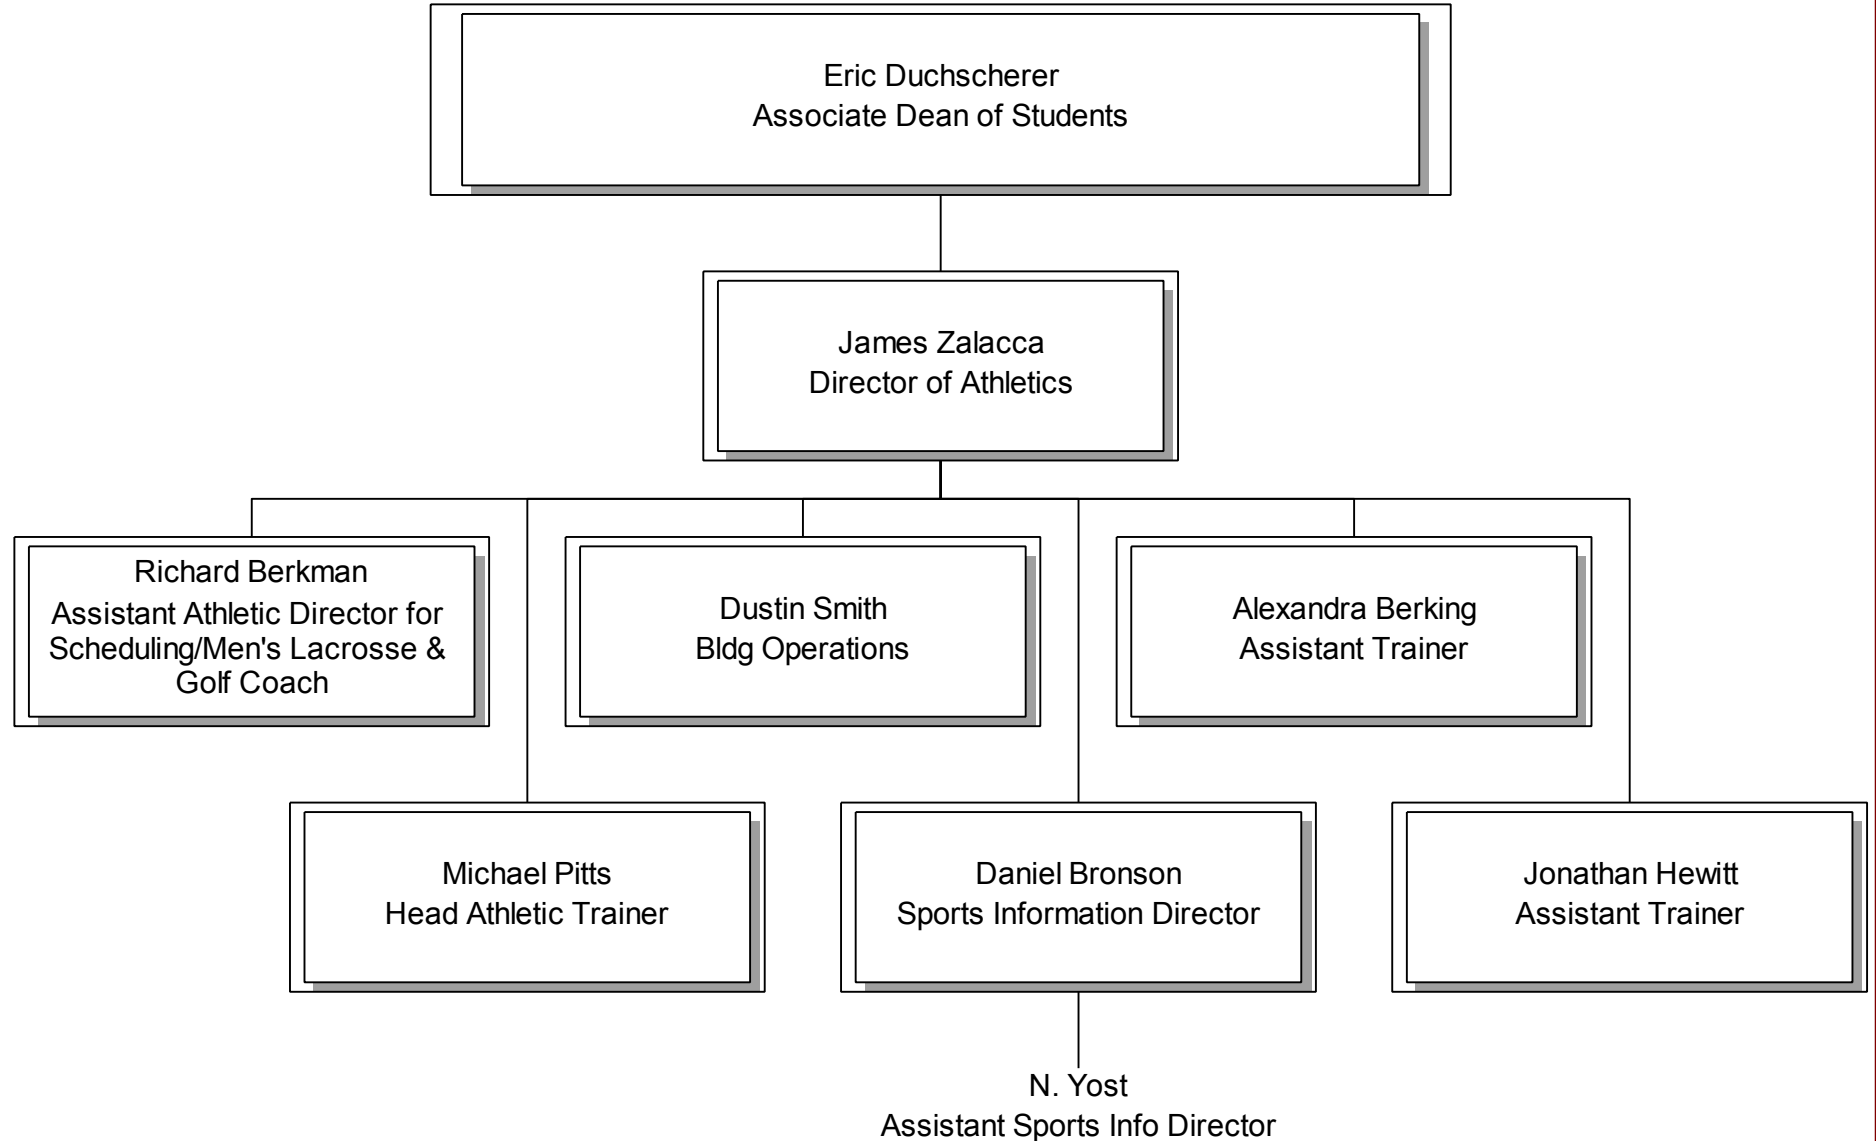 Eric Duchscherer
Associate Dean of Students
James Zalacca
Director of Athletics
Richard Berkman
Assistant Athletic Director for
Scheduling/Men's Lacrosse &
Golf Coach
Dustin Smith
Bldg Operations
Alexandra Berking
Assistant Trainer
Michael Pitts
Head Athletic Trainer
Daniel Bronson
Sports Information Director
Jonathan Hewitt
Assistant Trainer
N. Yost
Assistant Sports Info Director